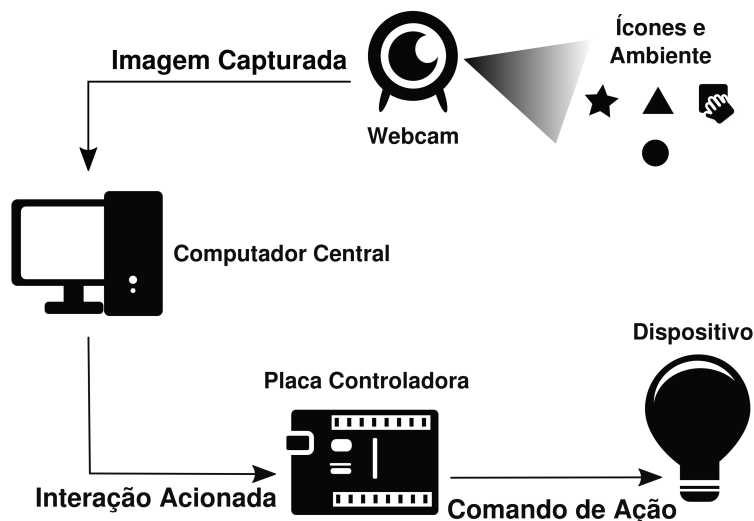 Ícones e
Ambiente
Imagem Capturada
Webcam
Computador Central
Dispositivo
Placa Controladora
Interação Acionada
Comando de Ação